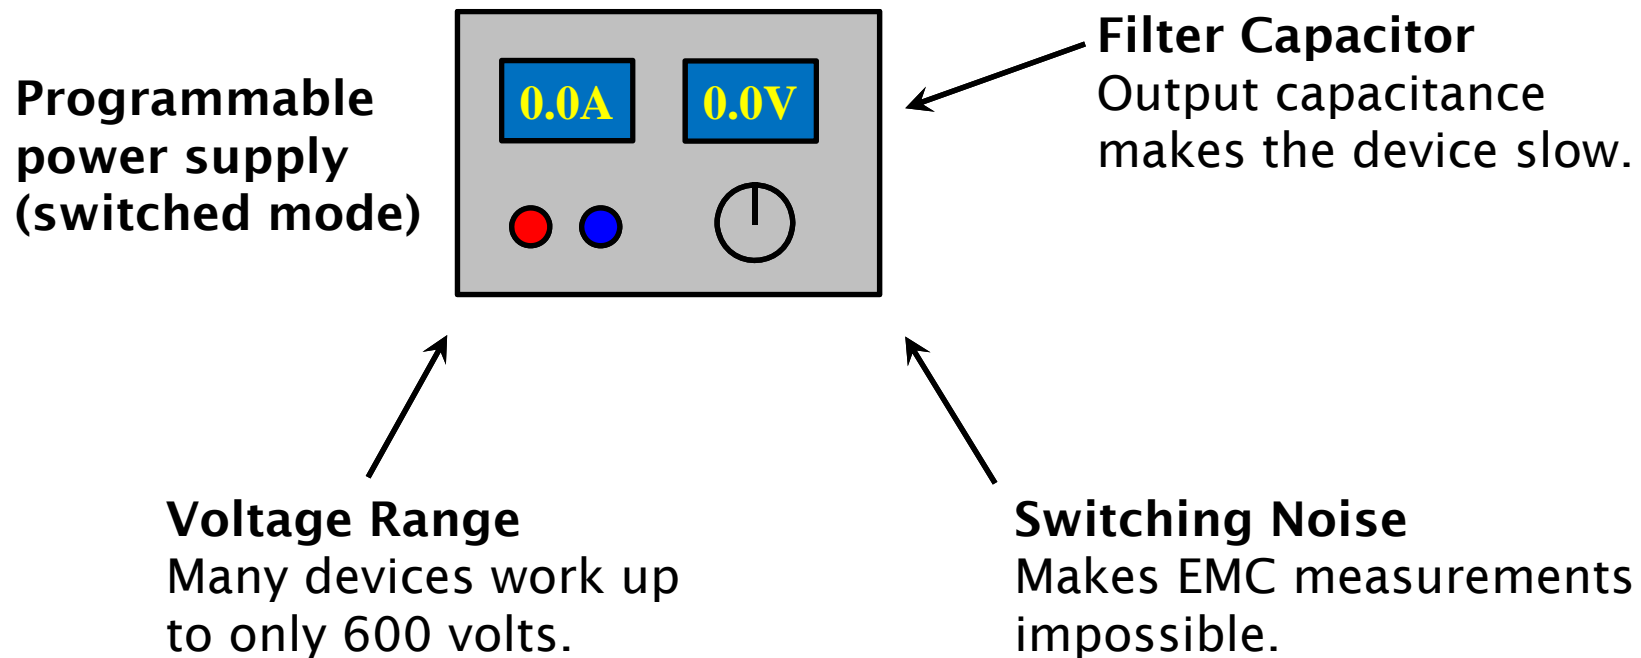 Programmable
power supply
(switched mode)
0.0A
0.0V
Filter Capacitor
Output capacitance
makes the device slow.
Voltage Range
Many devices work up
to only 600 volts.
Switching Noise
Makes EMC measurements
impossible.